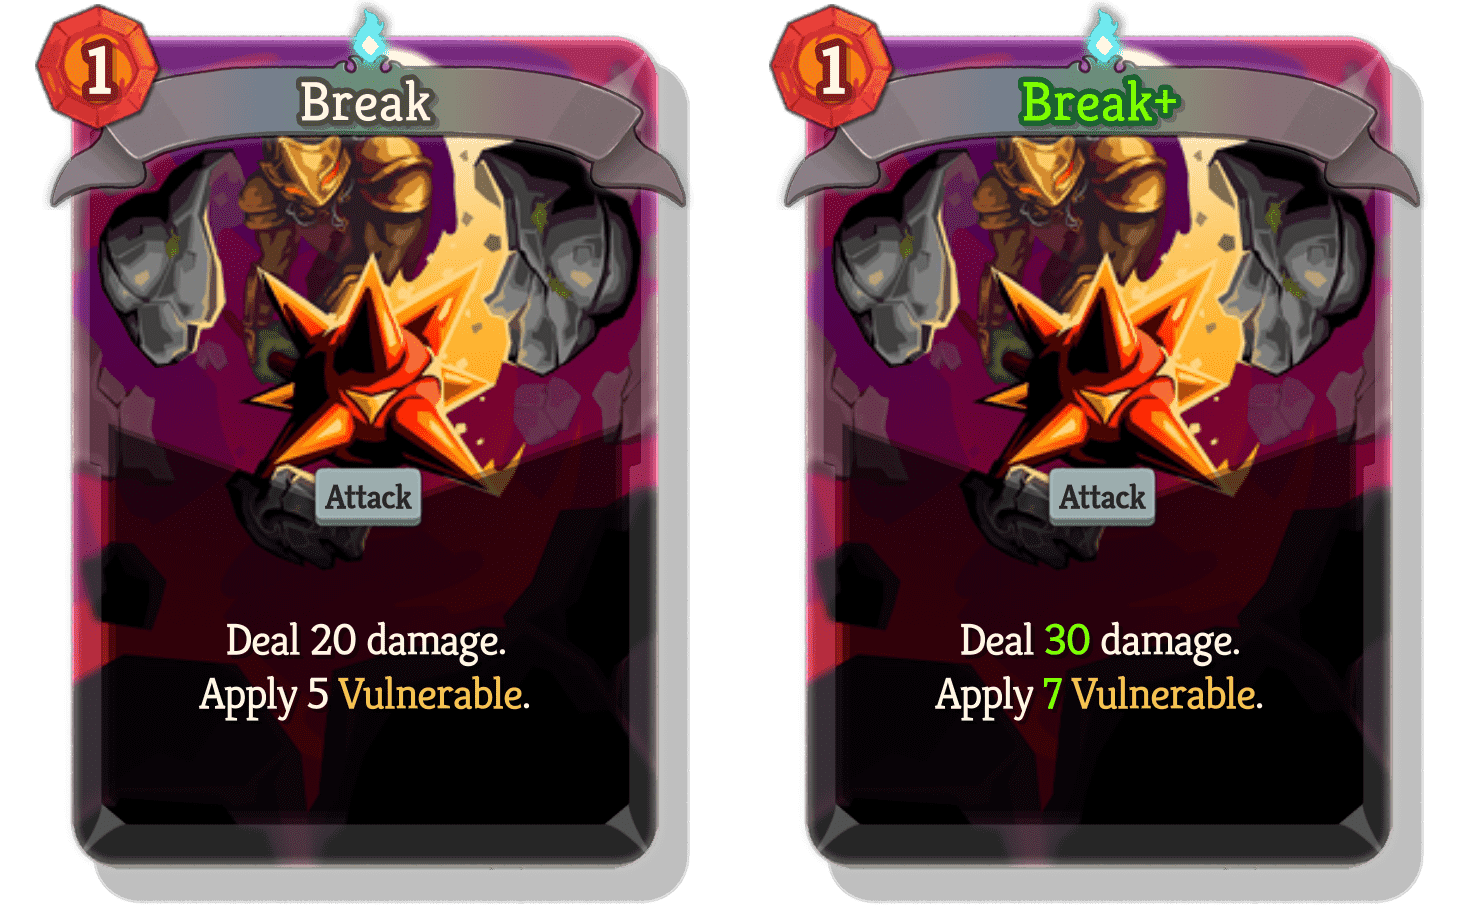 1
Break
Attack
Deal 20 damage.
Apply 5 Vulnerable.
1
Break+
Attack
Deal 30 damage.
Apply 7 Vulnerable.